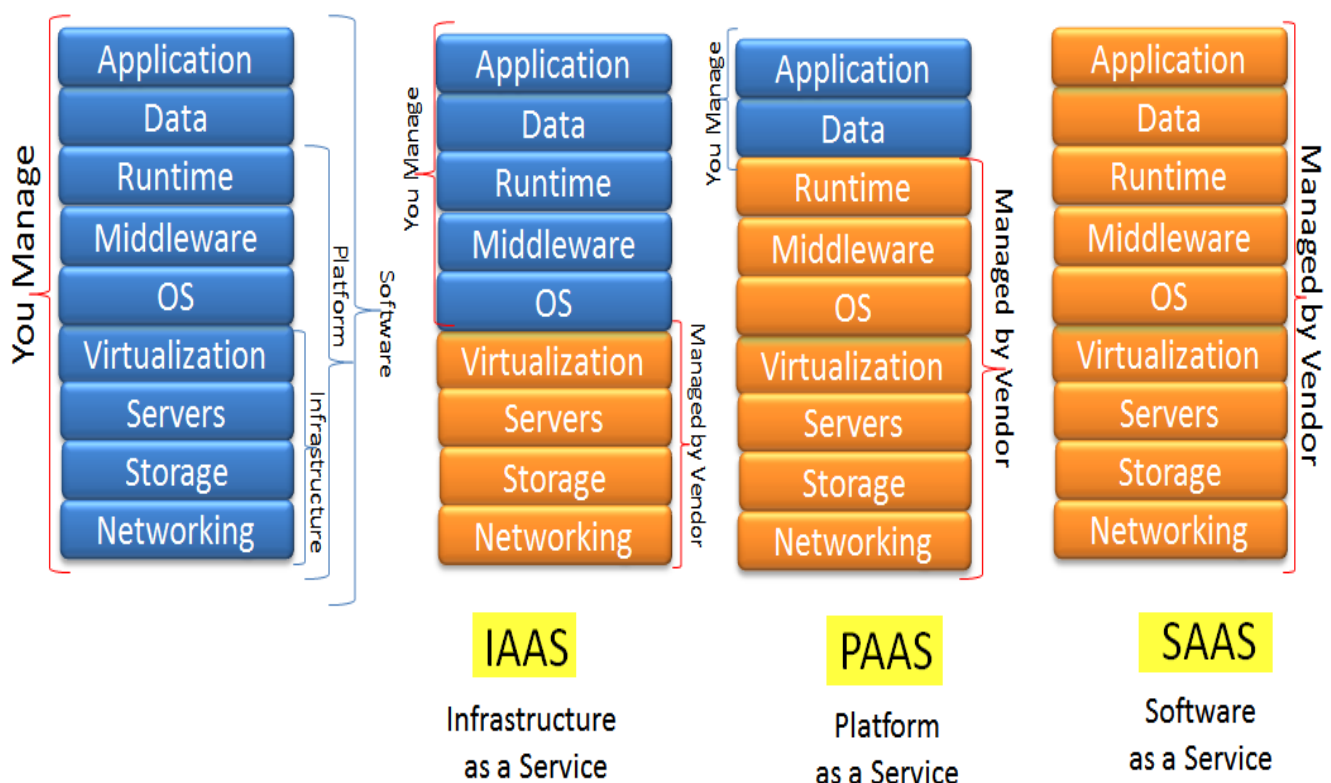 You Manage
Application
Data
Runtime
Middleware
OS
Virtualization
Servers
Storage
Networking
Infrastructure
Platform
Software
You Manage
Application
Data
Runtime
Middleware
OS
Virtualization
Servers
Storage
Networking
Managed by Vendor
IAAS
Infrastructure
as a Service
You Manage
Application
Data
Runtime
Middleware
OS
Virtualization
Servers
Storage
Networking
Managed by Vendor
PAAS
Platform
as a Service
Application
Data
Runtime
Middleware
OS
Virtualization
Servers
Storage
Networking
Managed by Vendor
SAAS
Software
as a Service